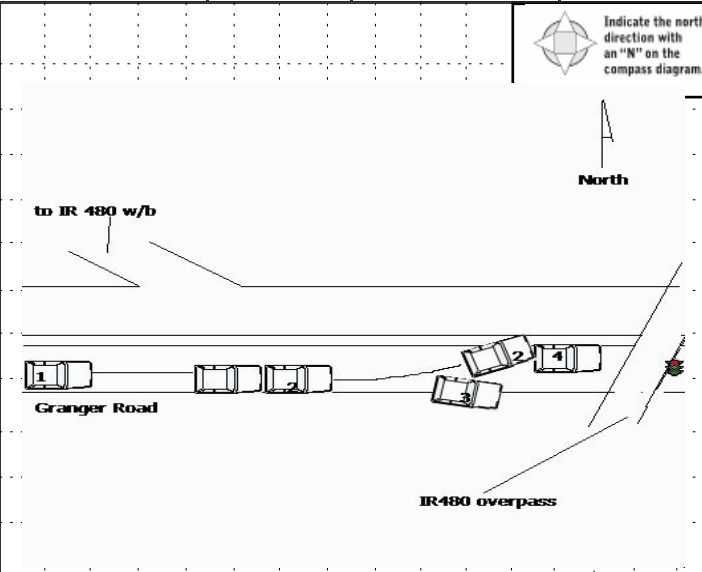 Indicate the north
direction with
an “N” on the
compass diagram.
North
to IR 480 w/b
1
2
2
4
3
Granger Road
IR480 overpass